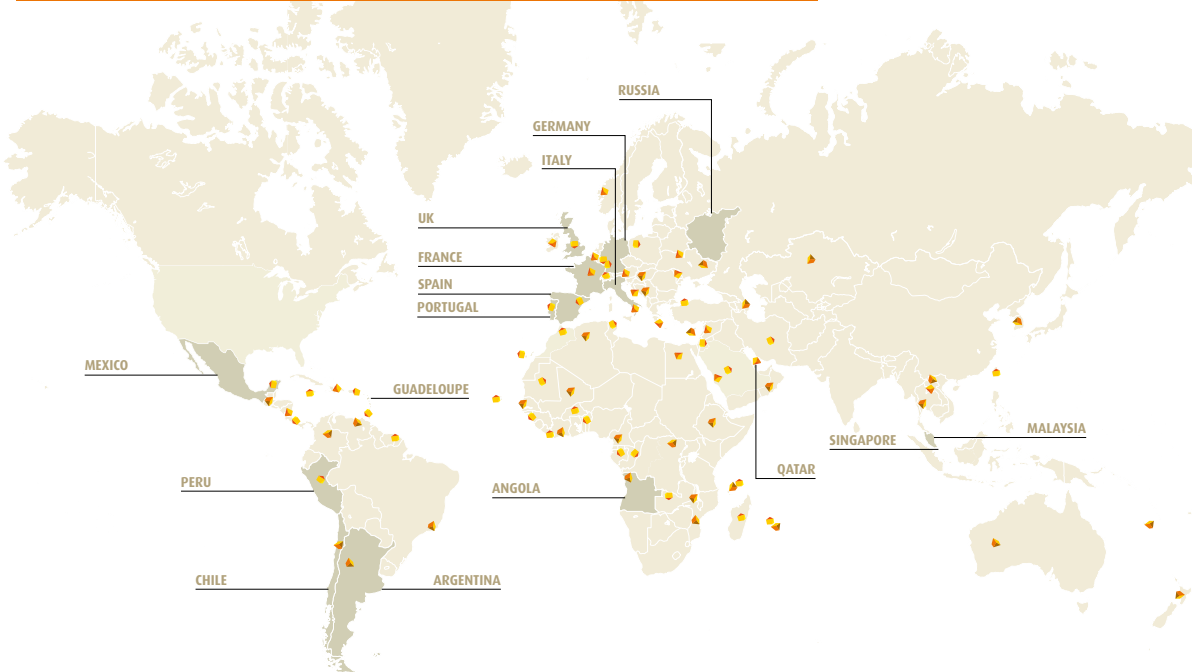 RUSSIA
GERMANY
ITALY
UK
FRANCE
SPAIN
PORTUGAL
MEXICO
GUADELOUPE
MALAYSIA
SINGAPORE
QATAR
PERU
ANGOLA
CHILE
ARGENTINA